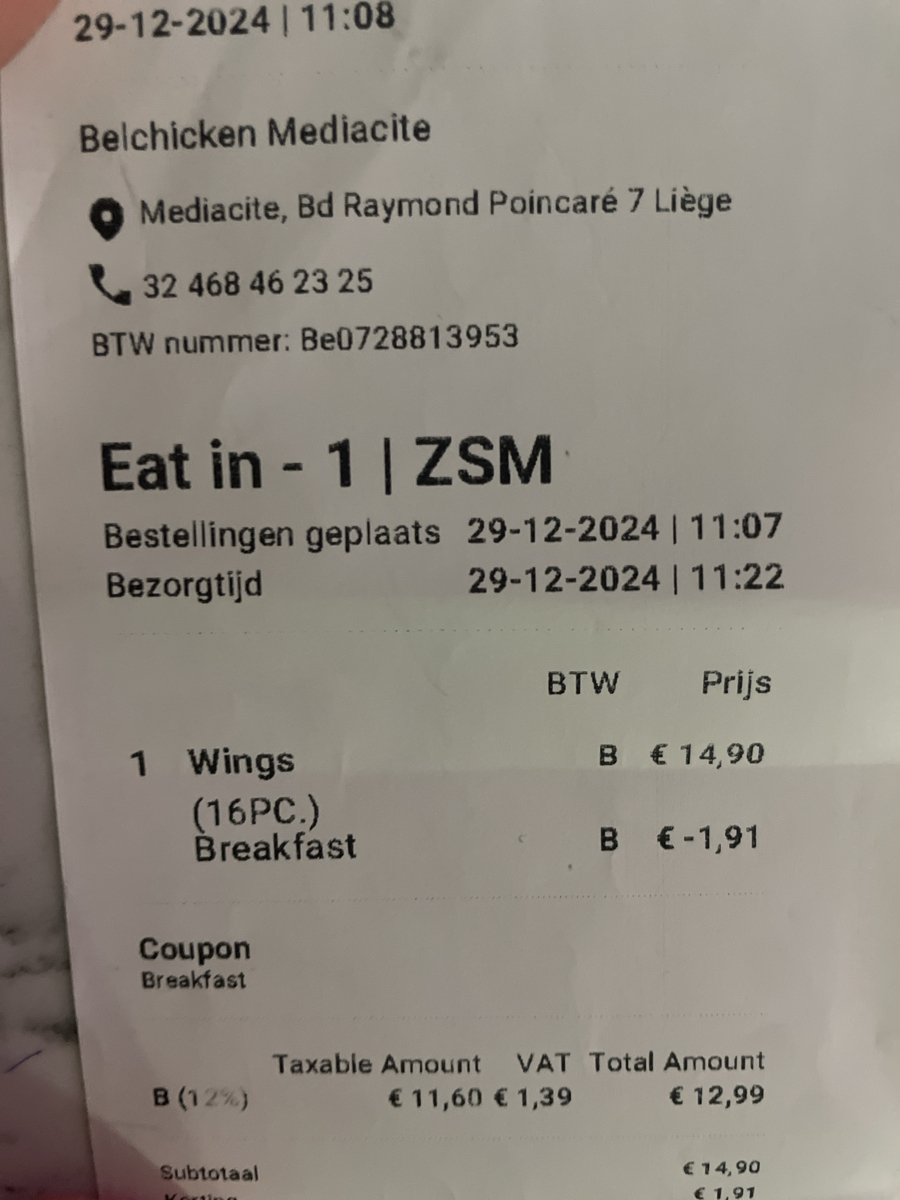 29-12-2024 | 11:08
Belchicken Mediacite
Mediacite, Bd Raymond Poincaré 7 Liège
32 468 46 23 25
BTW nummer: Be0728813953
Eat in - 1 | ZSM
Bestellingen geplaats 29-12-2024 | 11:07
Bezorgtijd 29-12-2024 | 11:22
BTW Prijs
1 Wings B € 14,90
(16PC.)
Breakfast B € -1,91
Coupon
Breakfast
Taxable Amount VAT Total Amount
B (12%) € 11,60 € 1,39 € 12,99
Subtotaal € 14,90
Korting € 1,91